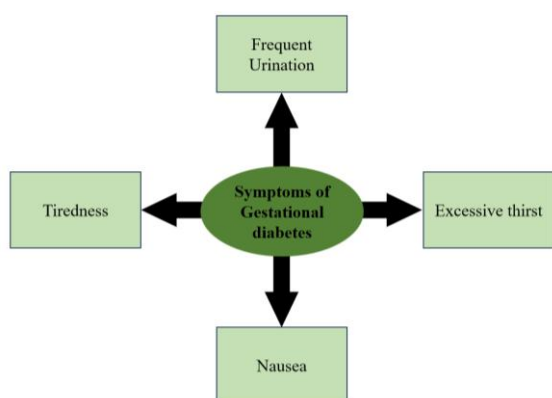 Frequent
Urination
Tiredness
Symptoms of
Gestational
diabetes
Excessive thirst
Nausea